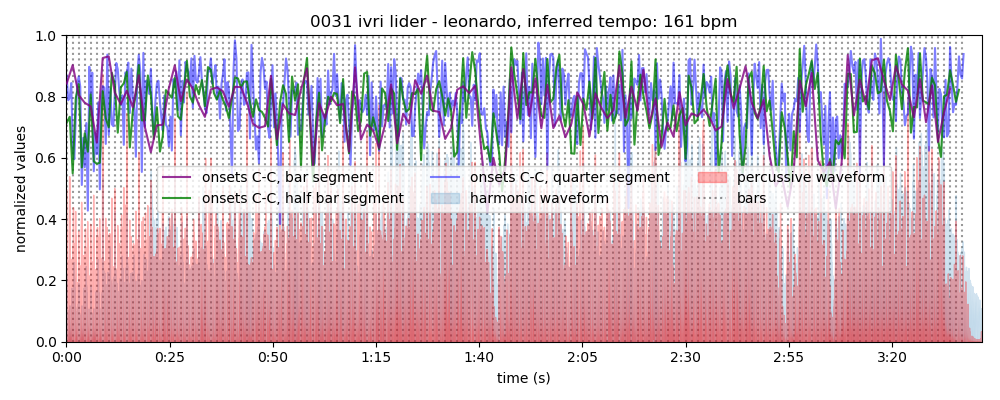 0031 ivri lider - leonardo, inferred tempo: 161 bpm
normalized values
1.0
0.8
0.6
0.4
0.2
0.0
onsets C-C, bar segment
onsets C-C, half bar segment
onsets C-C, quarter segment
harmonic waveform
percussive waveform
bars
0:00 0:25 0:50 1:15 1:40 2:05 2:30 2:55 3:20
time (s)